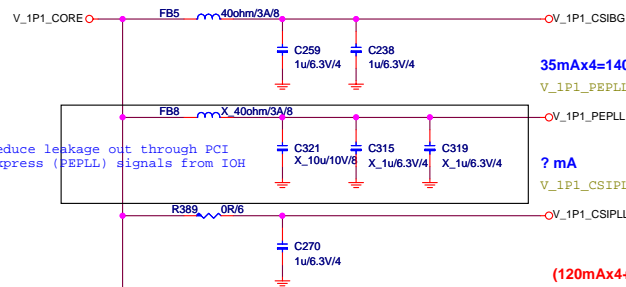 V_1P1_CORE
FB5 40ohm/3A/8
V_1P1_CSIBG
C259
1u/6.3V/4
C238
1u/6.3V/4
35mAx4=140
V_1P1_PEPLL
FB8 X_40ohm/3A/8
V_1P1_PEPLL
educe leakage out through PCI
xpress (PEPLL) signals from IOH
C321
X_10u/10V/8
C315
X_1u/6.3V/4
C319
X_1u/6.3V/4
? mA
V_1P1_CSIPL
R389 0R/6
V_1P1_CSIPLL
C270
1u/6.3V/4
(120mAx4+